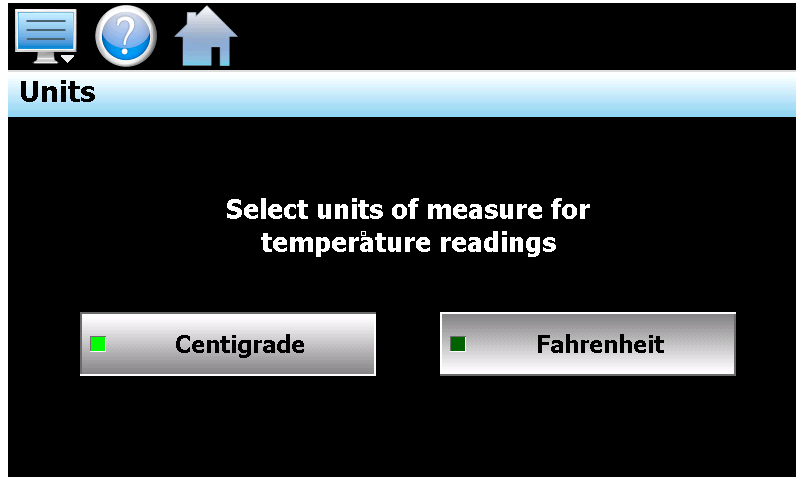 ?
Units
Select units of measure for
temperature readings
Centigrade
Fahrenheit